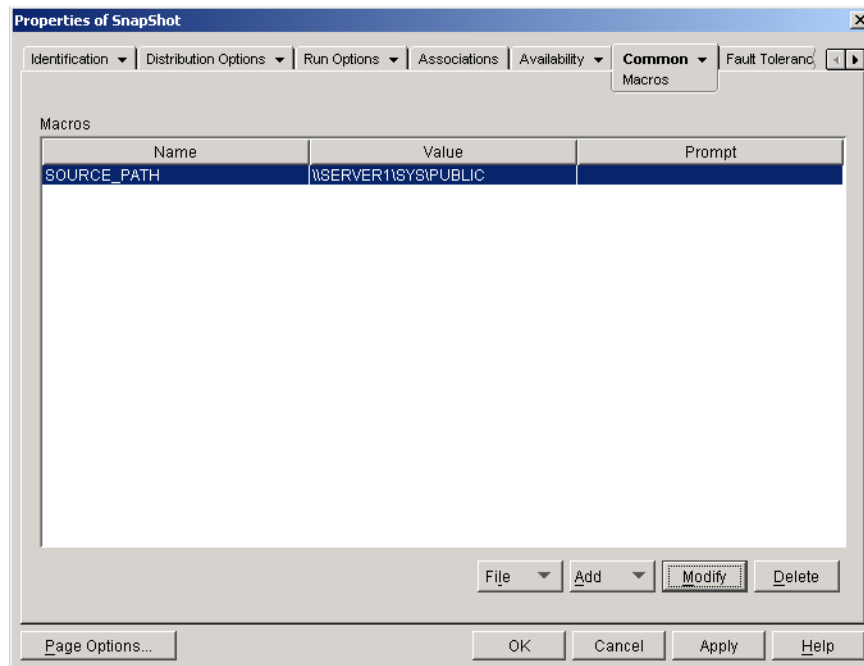 Properties of SnapShot
Identification Distribution Options Run Options Associations Availability Common Fault Toleranc
Macros
Macros
Name Value Prompt
SOURCE_PATH \\SERVER1\SYS\PUBLIC
File Add Modify Delete
Page Options... OK Cancel Apply Help